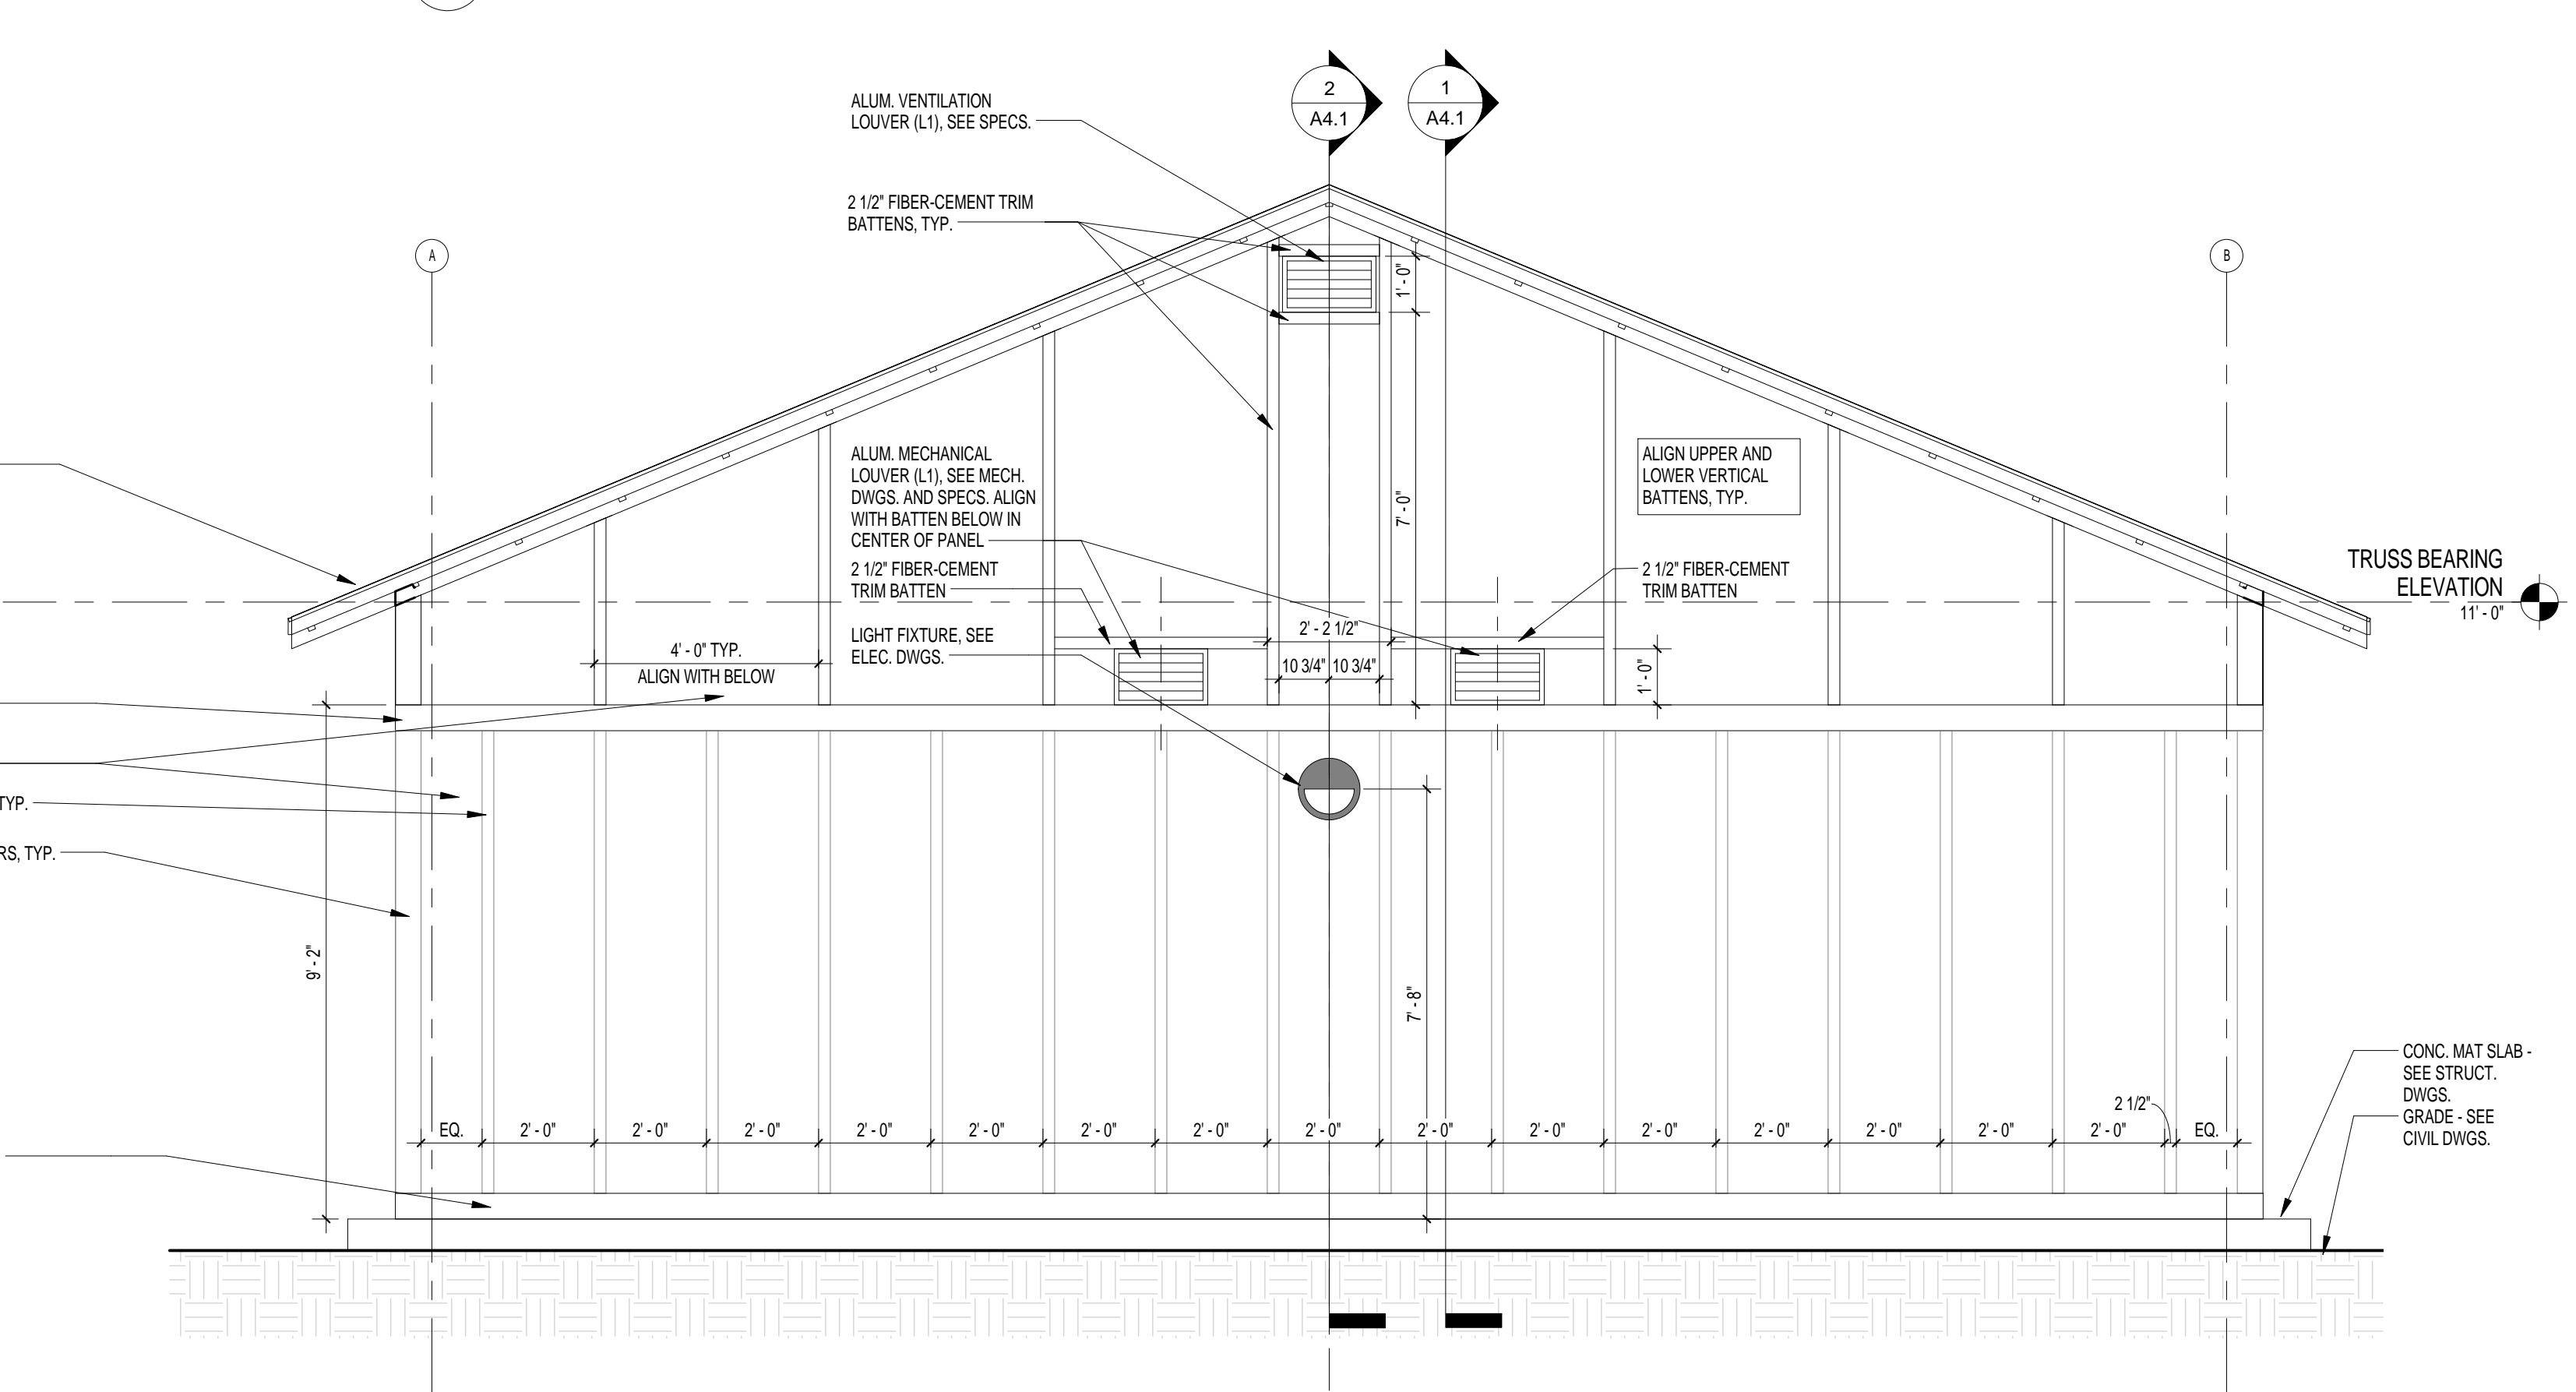 2
A4.1
1
A4.1
ALUM. VENTILATION
LOUVER (L1), SEE SPECS.
2 1/2" FIBER-CEMENT TRIM
BATTENS, TYP.
A
B
1' - 0"
7' - 0"
ALUM. MECHANICAL
LOUVER (L1), SEE MECH.
DWGS. AND SPECS. ALIGN
WITH BATTEN BELOW IN
CENTER OF PANEL
2 1/2" FIBER-CEMENT
TRIM BATTEN
LIGHT FIXTURE, SEE
ELEC. DWGS.
ALIGN UPPER AND
LOWER VERTICAL
BATTENS, TYP.
2 1/2" FIBER-CEMENT
TRIM BATTEN
TRUSS BEARING
ELEVATION
11' - 0"
4' - 0" TYP.
ALIGN WITH BELOW
2' - 2 1/2"
10 3/4" 10 3/4"
1' - 0"
TYP.
RS, TYP.
9' - 2"
7' - 8"
CONC. MAT SLAB -
SEE STRUCT.
DWGS.
GRADE - SEE
CIVIL DWGS.
2 1/2"
EQ. 2' - 0" 2' - 0" 2' - 0" 2' - 0" 2' - 0" 2' - 0" 2' - 0" 2' - 0" 2' - 0" 2' - 0" 2' - 0" 2' - 0" 2' - 0" 2' - 0" 2' - 0" EQ.